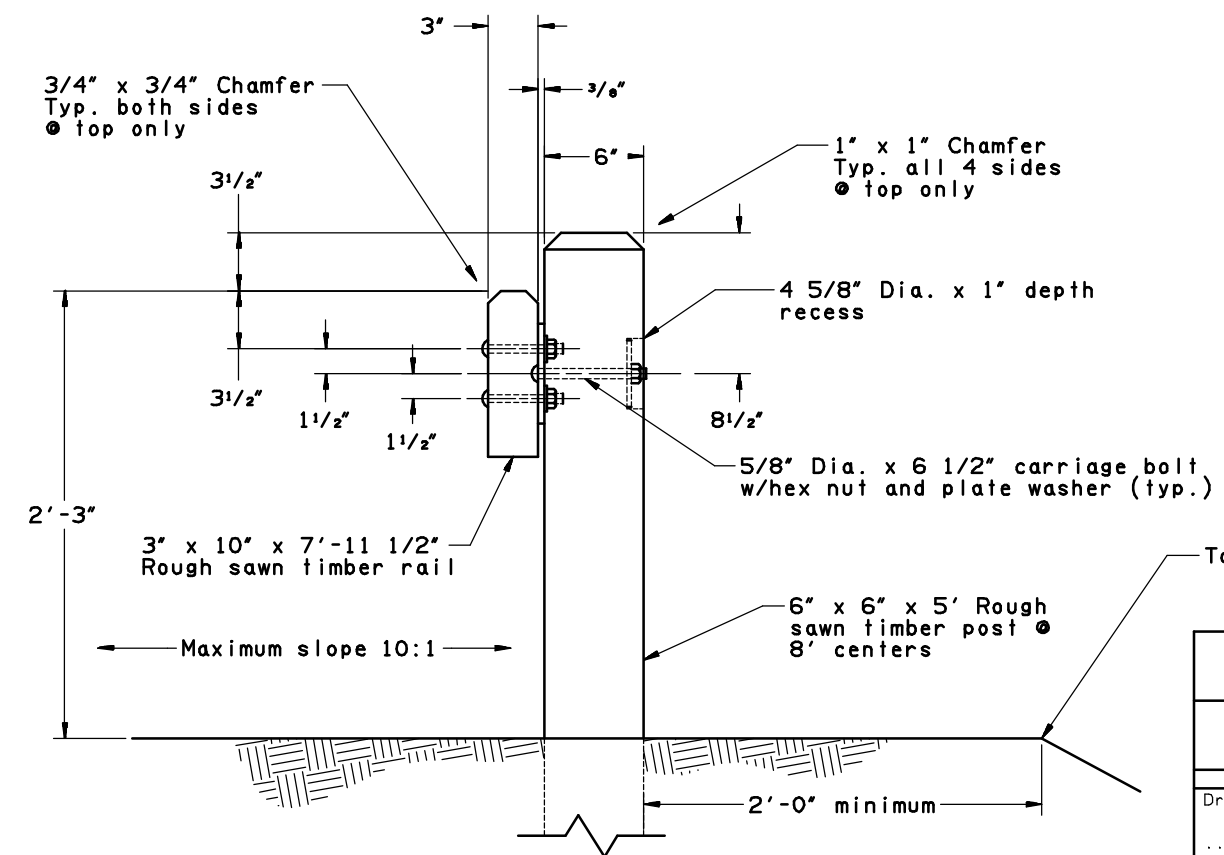 3"
3/4" x 3/4" Chamfer
Typ. both sides
@ top only
3/8"
6"
1" x 1" Chamfer
Typ. all 4 sides
@ top only
3 1/2"
4 5/8" Dia. x 1" depth
recess
3 1/2"
1 1/2"
1 1/2"
8 1/2"
5/8" Dia. x 6 1/2" carriage bolt
w/hex nut and plate washer (typ.)
2'-3"
3" x 10" x 7'-11 1/2"
Rough sawn timber rail
6" x 6" x 5' Rough
sawn timber post @
8' centers
Maximum slope 10:1
2'-0" minimum